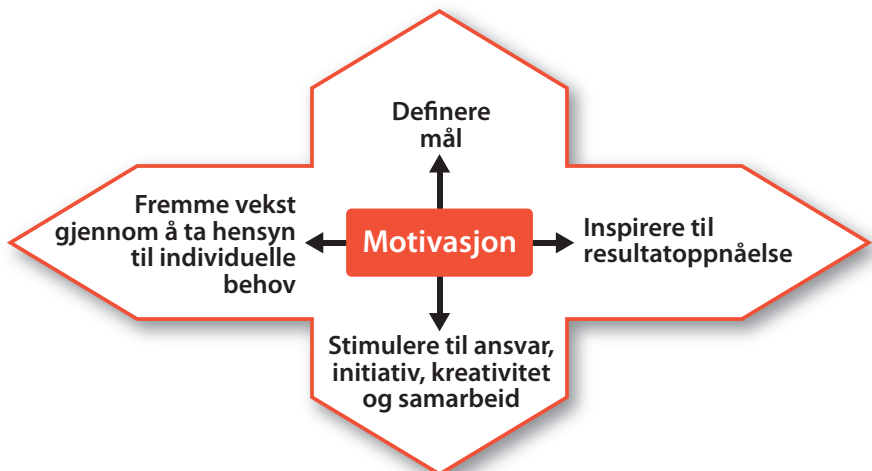 Definere
mål
Fremme vekst
gjennom å ta hensyn
til individuelle
behov
Motivasjon
Inspirere til
resultatoppnåelse
Stimulere til ansvar,
initiativ, kreativitet
og samarbeid